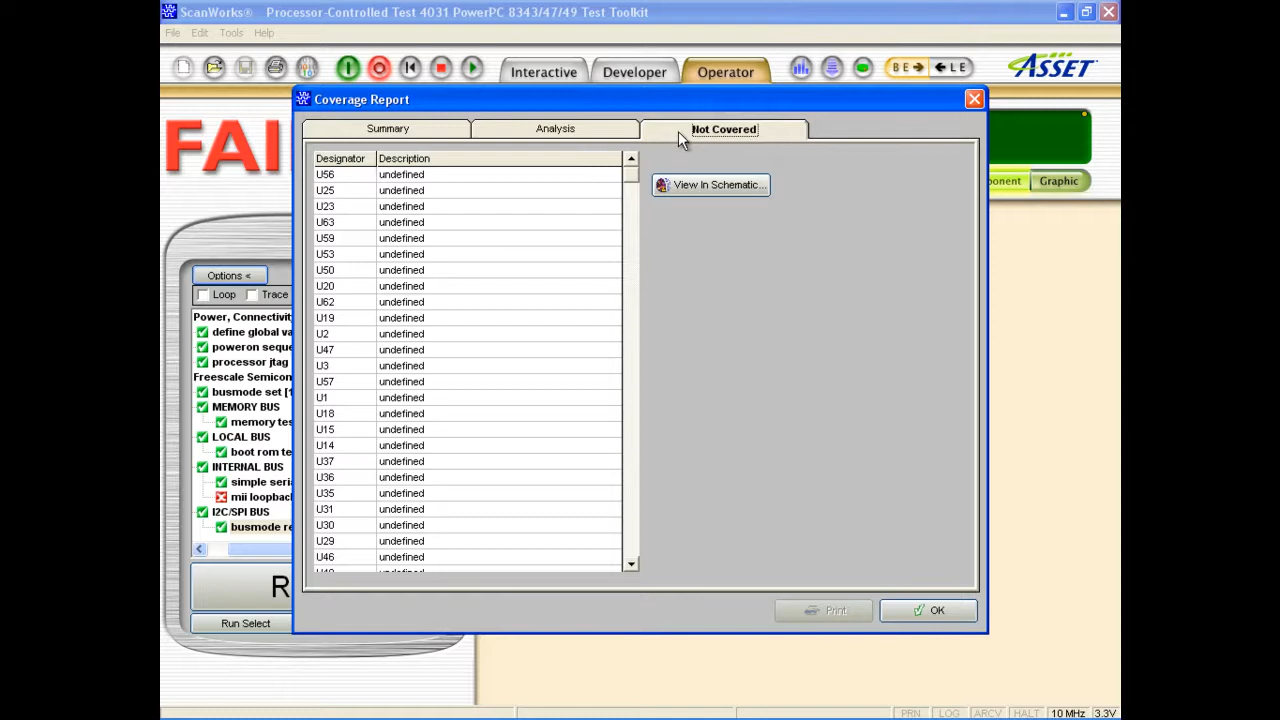 ScanWorks® Processor-Controlled Test 4031 PowerPC 8343/47/49 Test Toolkit
File Edit Tools Help
Interactive Developer Operator BE LE ASSET
Coverage Report
Summary Analysis Not Covered
FAI
Designator Description
View In Schematic...
ponent Graphic
U56 undefined
U25 undefined
U23 undefined
U63 undefined
U59 undefined
U53 undefined
U50 undefined
U20 undefined
U62 undefined
U19 undefined
U2 undefined
U47 undefined
U3 undefined
U57 undefined
U1 undefined
U18 undefined
U15 undefined
U14 undefined
U37 undefined
U36 undefined
U35 undefined
U31 undefined
U30 undefined
U29 undefined
U46 undefined
Options <
Loop Trace
Power, Connectivit
define global va
poweron seque
processor jtag
Freescale Semicon
busmode set [1
MEMORY BUS
memory tes
LOCAL BUS
boot rom te
INTERNAL BUS
simple seri
mii loopback
I2C/SPI BUS
busmode re
R
Run Select
Print OK
PRN LOG ARCV HALT 10 MHz 3.3V